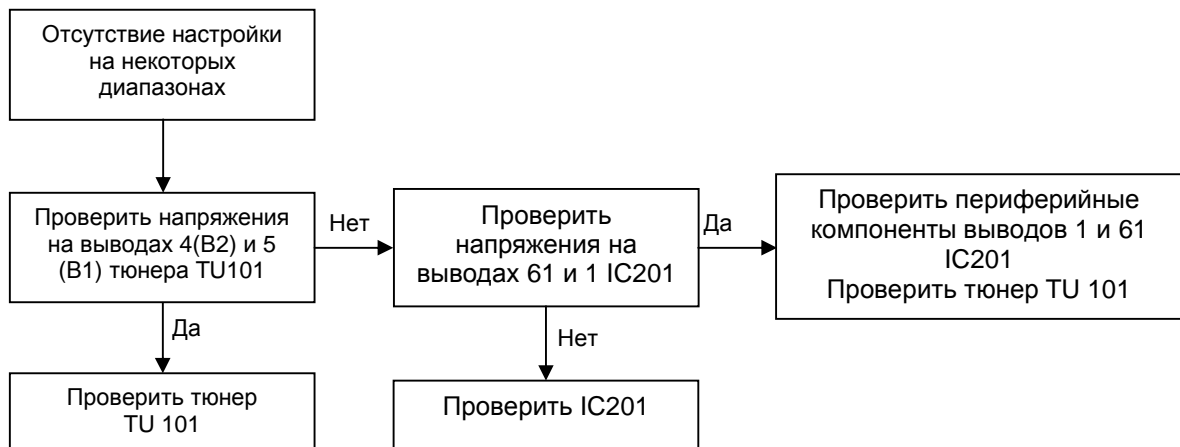 Отсутствие настройки
на некоторых
диапазонах
Проверить напряжения
на выводах 4(B2) и 5
(B1) тюнера TU101
Нет
Проверить
напряжения на
выводах 61 и 1 IC201
Да
Проверить периферийные
компоненты выводов 1 и 61
IC201
Проверить тюнер TU 101
Да
Нет
Проверить тюнер
TU 101
Проверить IC201